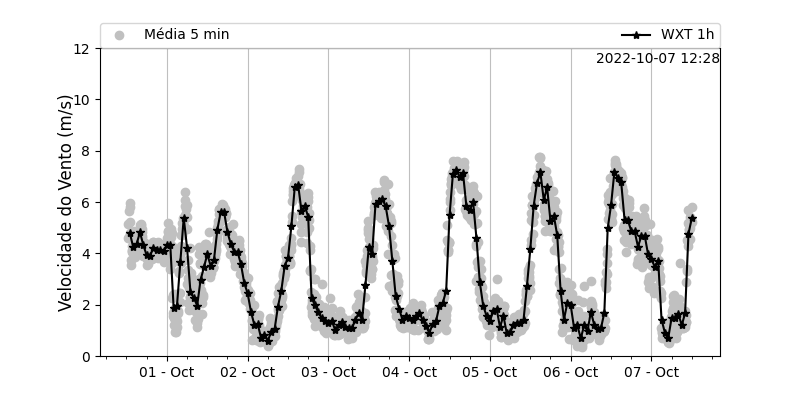 Média 5 min
WXT 1h
2022-10-07 12:28
Velocidade do Vento (m/s)
12
10
8
6
4
2
0
01 - Oct
02 - Oct
03 - Oct
04 - Oct
05 - Oct
06 - Oct
07 - Oct